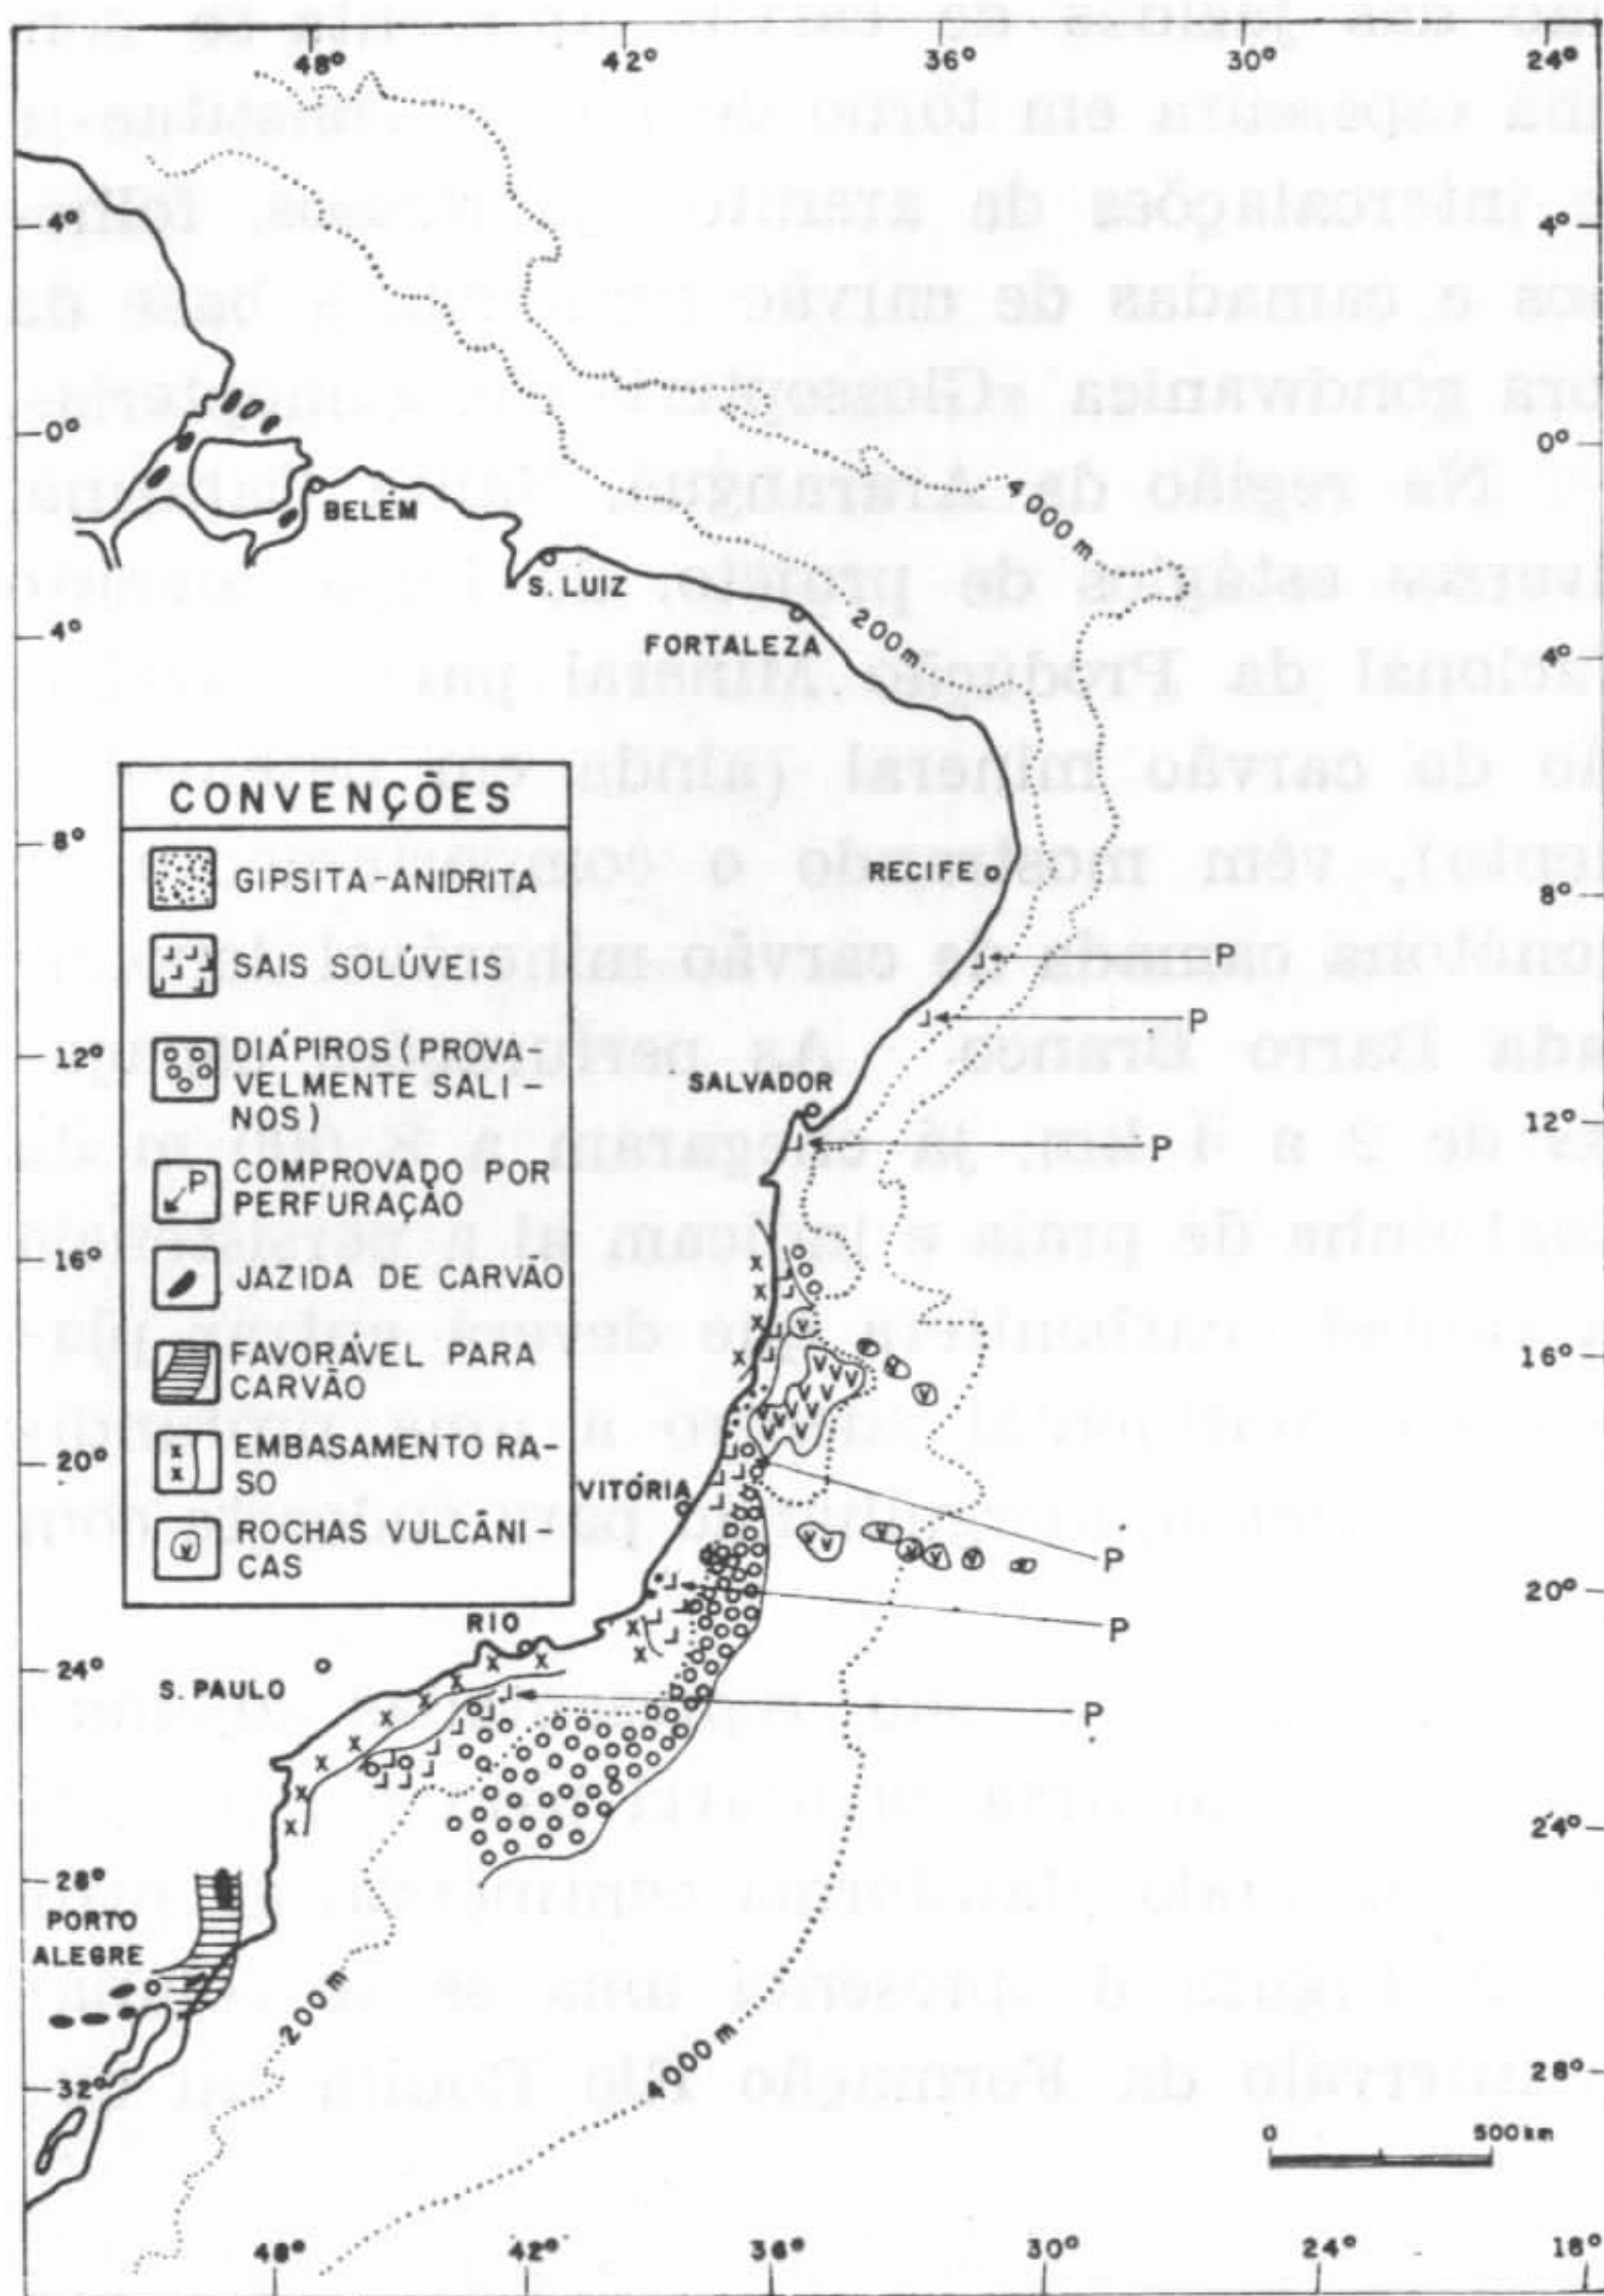 48° 42° 36° 30° 24°
4° 4°
0° 0°
BELÉM
S. LUIZ
FORTALEZA
4° 4°
4000 m
200 m
CONVENÇÕES
GIPSITA-ANIDRITA
SAIS SOLÚVEIS
DIÁPIROS (PROVA-
VELMENTE SALI-
NOS)
P
COMPROVADO POR
PERFURAÇÃO
JAZIDA DE CARVÃO
FAVORÁVEL PARA
CARVÃO
EMBASAMENTO RA-
SO
ROCHAS VULCÂNI-
CAS
8° 8°
RECIFE
P
P
12° 12°
SALVADOR
P
16° 16°
20° 20°
VITÓRIA
P
P
RIO
24° 24°
S. PAULO
P
28° 28°
PORTO
ALEGRE
200 m
4000 m
32°
0 500 km
48° 42° 36° 30° 24° 18°